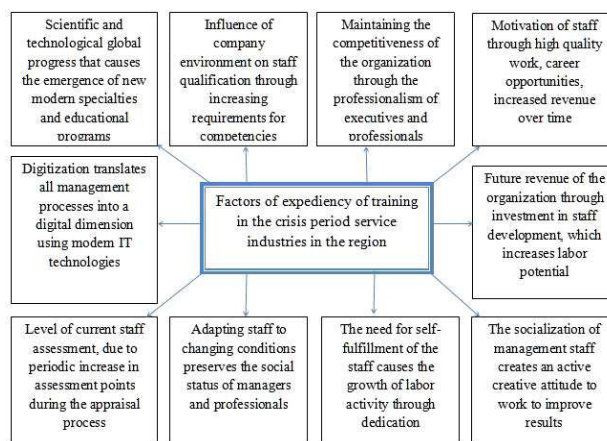 Scientific and
technological global
progress that causes
the emergence of new
modern specialties
and educational
programs
Influence of
company
environment on staff
qualification through
increasing
requirements for
competencies
Maintaining the
competitiveness of
the organization
through the
professionalism of
executives and
professionals
Motivation of staff
through high quality
work, career
opportunities,
increased revenue
over time
Digitization translates
all management
processes into a
digital dimension
using modern IT
technologies
Factors of expediency of training
in the crisis period service
industries in the region
Future revenue of the
organization through
investment in staff
development, which
increases labor
potential
Level of current staff
assessment, due to
periodic increase in
assessment points
during the appraisal
process
Adapting staff to
changing conditions
preserves the social
status of managers
and professionals
The need for self-
fulfillment of the
staff causes the
growth of labor
activity through
dedication
The socialization of
management staff
creates an active
creative attitude to
work to improve
results